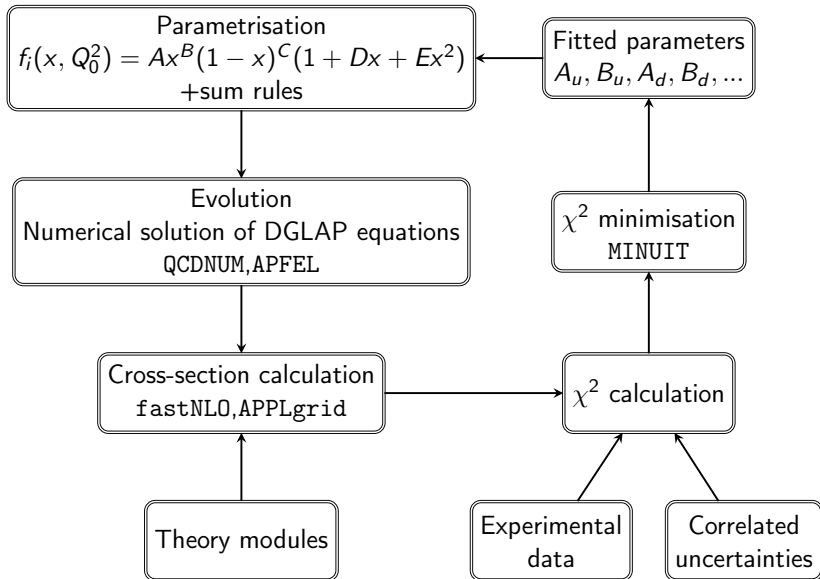 Parametrisation
f_i(x, Q_0^2) = Ax^B(1 − x)^C(1 + Dx + Ex^2)
+sum rules
Fitted parameters
A_u, B_u, A_d, B_d, ...
Evolution
Numerical solution of DGLAP equations
QCDNUM,APFEL
χ^2 minimisation
MINUIT
Cross-section calculation
fastNLO,APPLgrid
χ^2 calculation
Theory modules
Experimental
data
Correlated
uncertainties